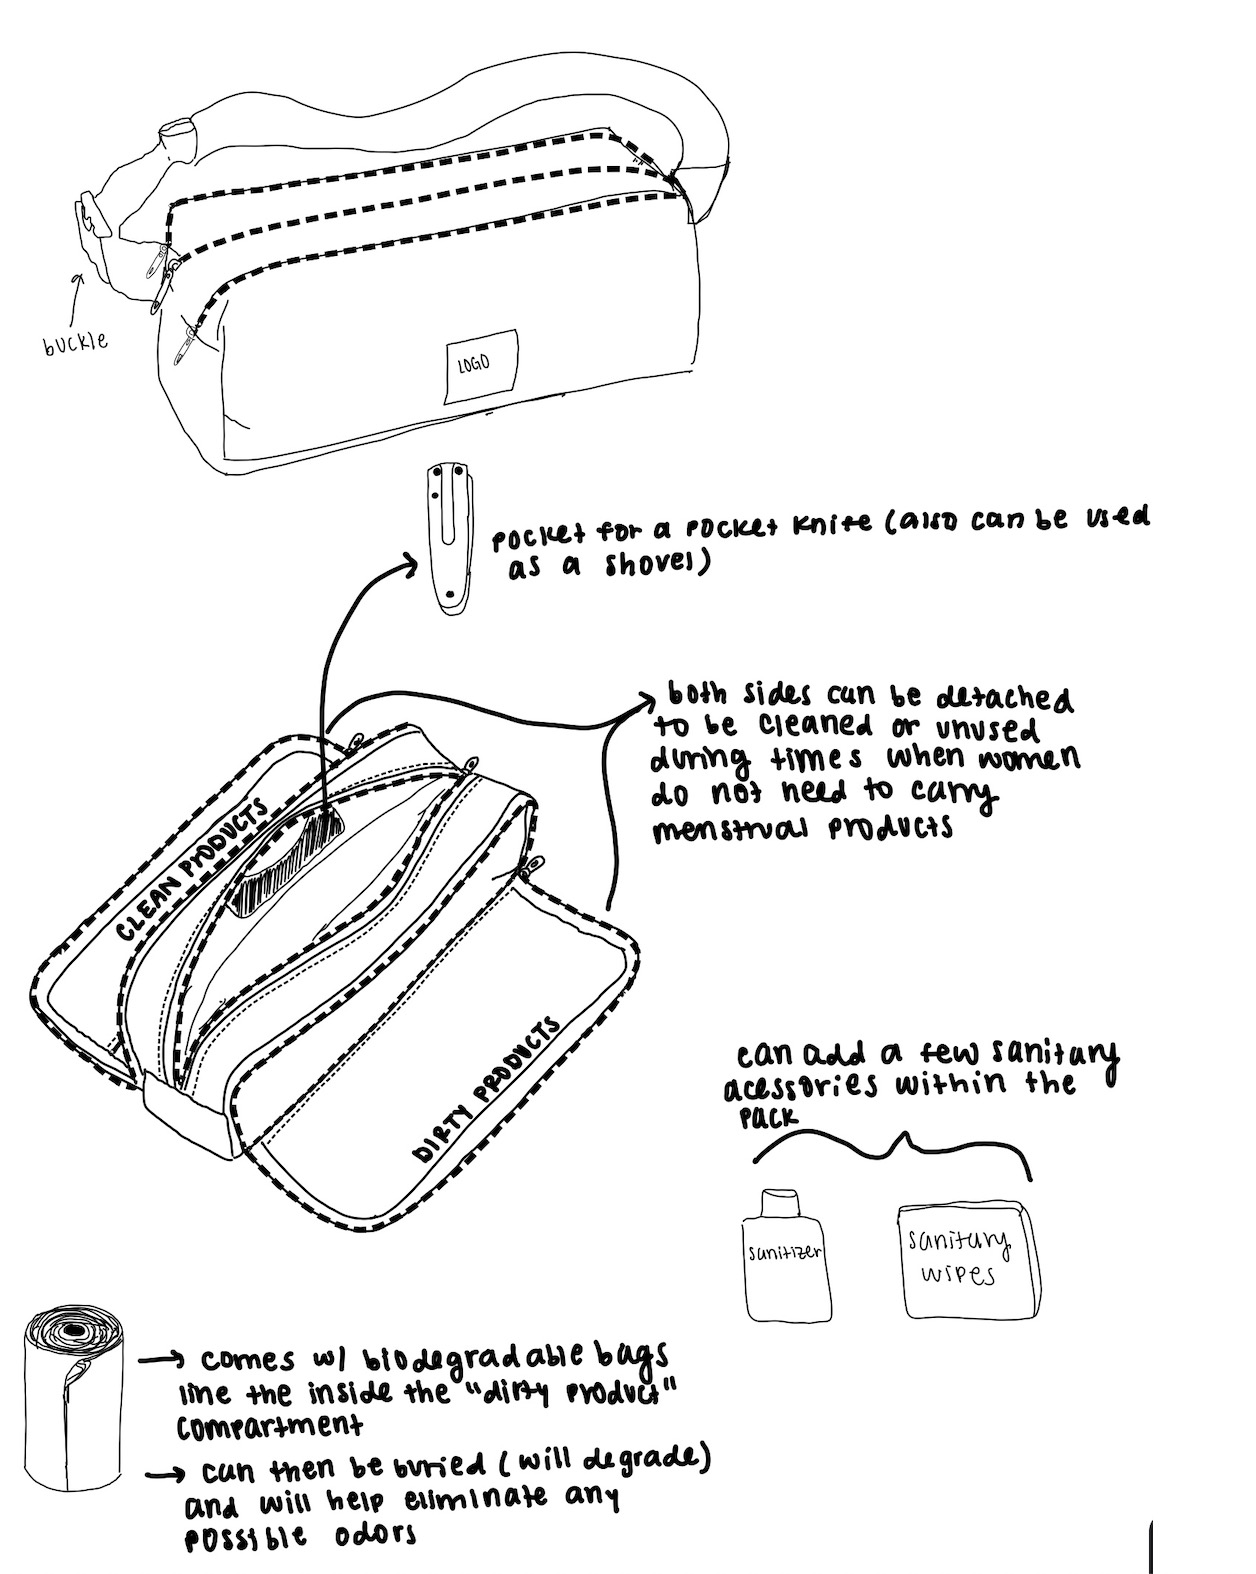 buckle
LOGO
pocket for a pocket knife (also can be used
as a shovel)
both sides can be detached
to be cleaned or unused
during times when women
do not need to carry
menstrual products
CLEAN PRODUCTS
DIRTY PRODUCTS
can add a few sanitary
acessories within the
pack
sanitizer
sanitary
wipes
→ comes w/ biodegradable bags
line the inside the "dirty product"
compartment
→ can then be buried (will degrade)
and will help eliminate any
possible odors